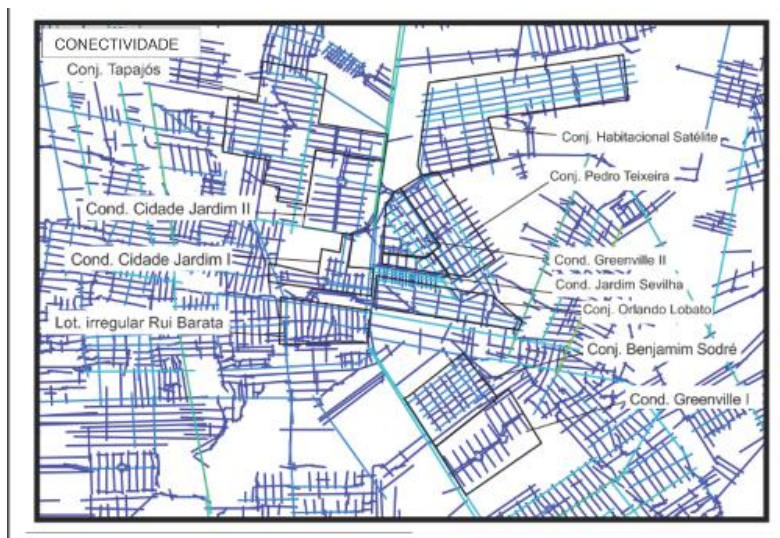 CONECTIVIDADE
Conj. Tapajós
Conj. Habitacional Satélite
Conj. Pedro Teixeira
Cond. Cidade Jardim II
Cond. Greenville II
Cond. Cidade Jardim I
Cond. Jardim Sevilha
Conj. Orlando Lobato
Lot. irregular Rui Barata
Conj. Benjamim Sodré
Cond. Greenville I